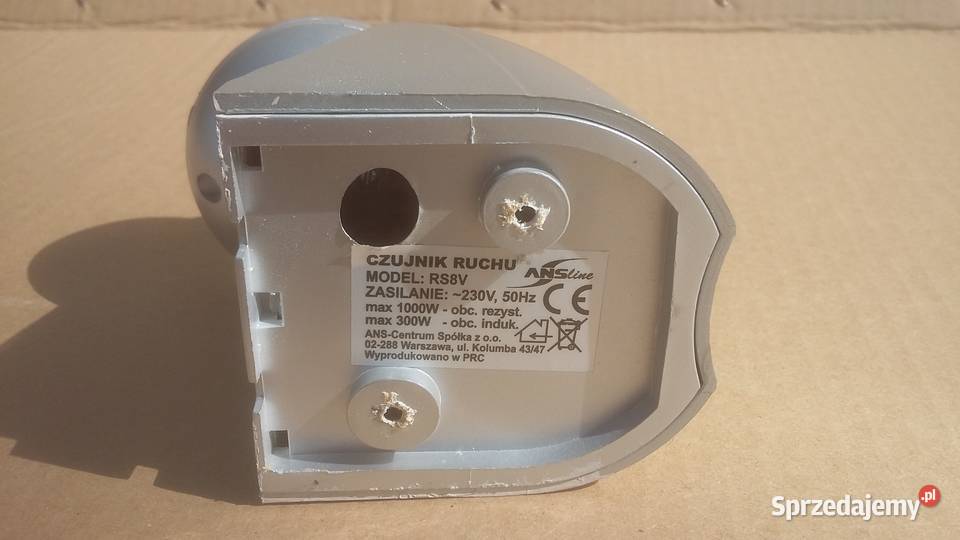 CZUJNIK RUCHU
ANSline
MODEL: RS8V
ZASILANIE: ~230V, 50Hz
CE
max 1000W - obc. rezyst.
max 300W - obc. induk.
ANS-Centrum Spółka z o.o.
02-288 Warszawa, ul. Kolumba 43/47
Wyprodukowano w PRC
Sprzedajemy.pl